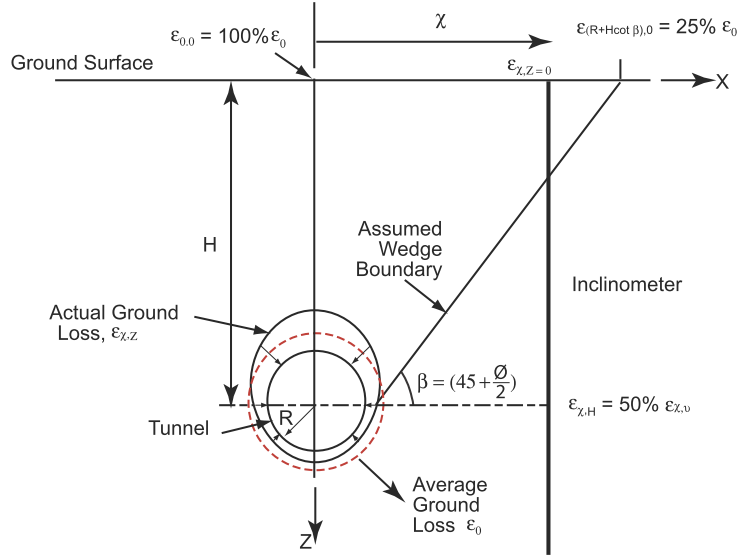 χ
ε0.0 = 100%ε0
ε(R+Hcot β),0 = 25% ε0
Ground Surface
εχ,Z=0
X
H
Assumed
Wedge
Boundary
Inclinometer
Actual Ground
Loss, εχ,Z
β = (45+Ø/2)
εχ,H = 50% εχ,υ
R
Tunnel
Average
Ground
Loss ε0
Z